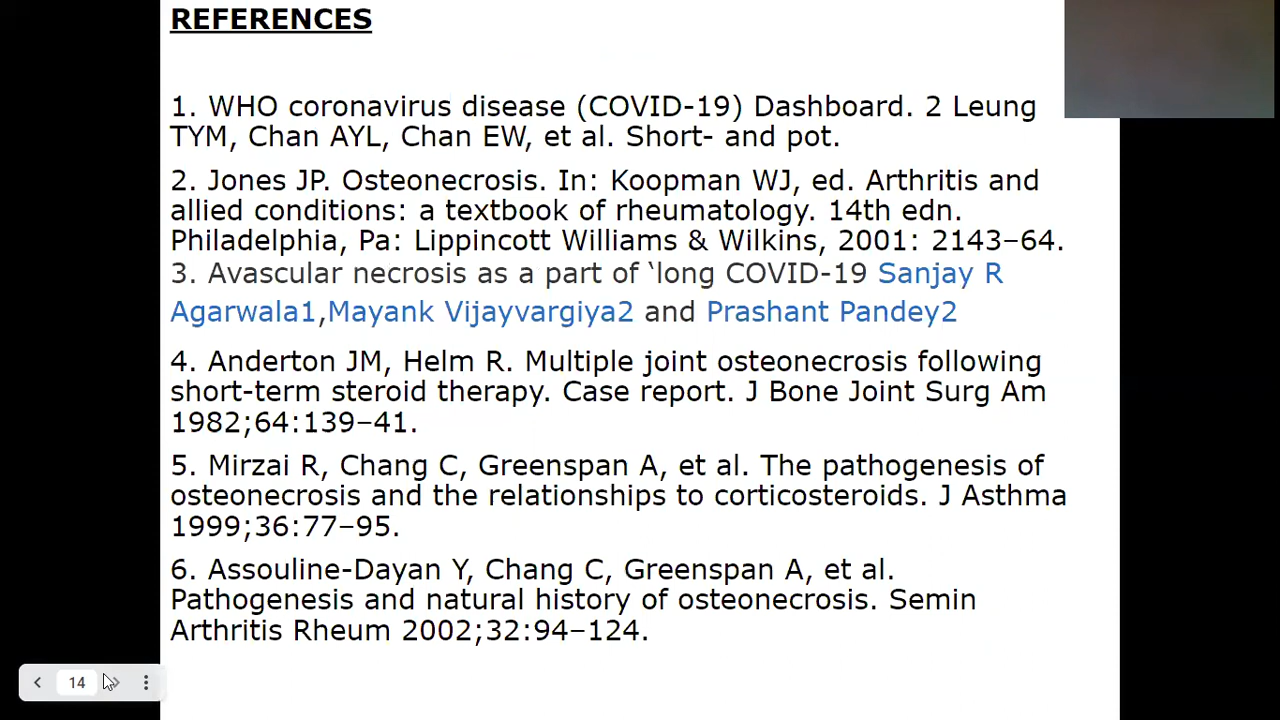 REFERENCES
1. WHO coronavirus disease (COVID-19) Dashboard. 2 Leung
TYM, Chan AYL, Chan EW, et al. Short- and pot.
2. Jones JP. Osteonecrosis. In: Koopman WJ, ed. Arthritis and
allied conditions: a textbook of rheumatology. 14th edn.
Philadelphia, Pa: Lippincott Williams & Wilkins, 2001: 2143–64.
3. Avascular necrosis as a part of ‘long COVID-19 Sanjay R
Agarwala1,Mayank Vijayvargiya2 and Prashant Pandey2
4. Anderton JM, Helm R. Multiple joint osteonecrosis following
short-term steroid therapy. Case report. J Bone Joint Surg Am
1982;64:139–41.
5. Mirzai R, Chang C, Greenspan A, et al. The pathogenesis of
osteonecrosis and the relationships to corticosteroids. J Asthma
1999;36:77–95.
6. Assouline-Dayan Y, Chang C, Greenspan A, et al.
Pathogenesis and natural history of osteonecrosis. Semin
Arthritis Rheum 2002;32:94–124.
14